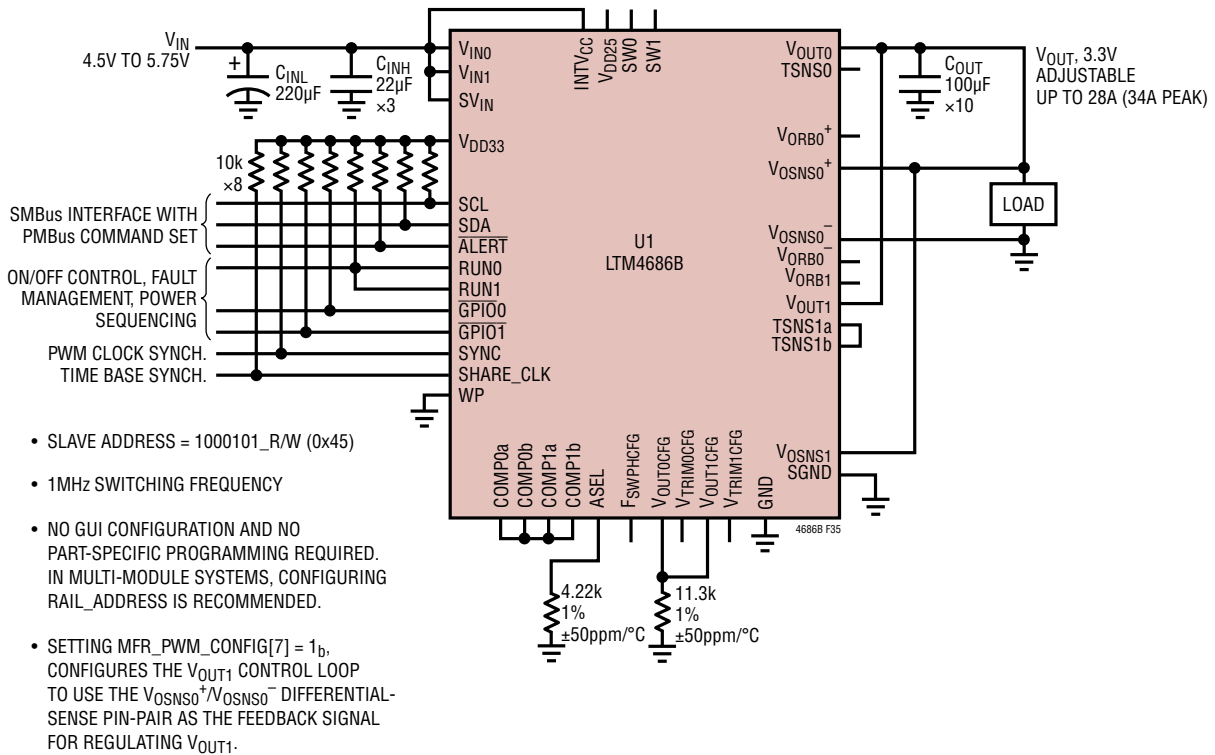 VIN
4.5V TO 5.75V
+
CINL
220µF
CINH
22µF
×3
10k
×8
SMBus INTERFACE WITH
PMBus COMMAND SET
ON/OFF CONTROL, FAULT
MANAGEMENT, POWER
SEQUENCING
PWM CLOCK SYNCH.
TIME BASE SYNCH.
INTVCC
VDD25
SW0
SW1
VIN0
VIN1
SVIN
VDD33
SCL
SDA
ALERT
RUN0
RUN1
GPIO0
GPIO1
SYNC
SHARE_CLK
WP
U1
LTM4686B
VOUT0
TSNS0
VORB0+
VOSNS0+
VOSNS0–
VORB0–
VORB1
VOUT1
TSNS1a
TSNS1b
VOSNS1
SGND
COMP0a
COMP0b
COMP1a
COMP1b
ASEL
FSWPHCFG
VOUT0CFG
VTRIM0CFG
VOUT1CFG
VTRIM1CFG
GND
4686B F35
COUT
100µF
×10
VOUT, 3.3V
ADJUSTABLE
UP TO 28A (34A PEAK)
LOAD
4.22k
1%
±50ppm/°C
11.3k
1%
±50ppm/°C
• SLAVE ADDRESS = 1000101_R/W (0x45)
• 1MHz SWITCHING FREQUENCY
• NO GUI CONFIGURATION AND NO
PART-SPECIFIC PROGRAMMING REQUIRED.
IN MULTI-MODULE SYSTEMS, CONFIGURING
RAIL_ADDRESS IS RECOMMENDED.
• SETTING MFR_PWM_CONFIG[7] = 1b,
CONFIGURES THE VOUT1 CONTROL LOOP
TO USE THE VOSNS0+/VOSNS0– DIFFERENTIAL-
SENSE PIN-PAIR AS THE FEEDBACK SIGNAL
FOR REGULATING VOUT1.